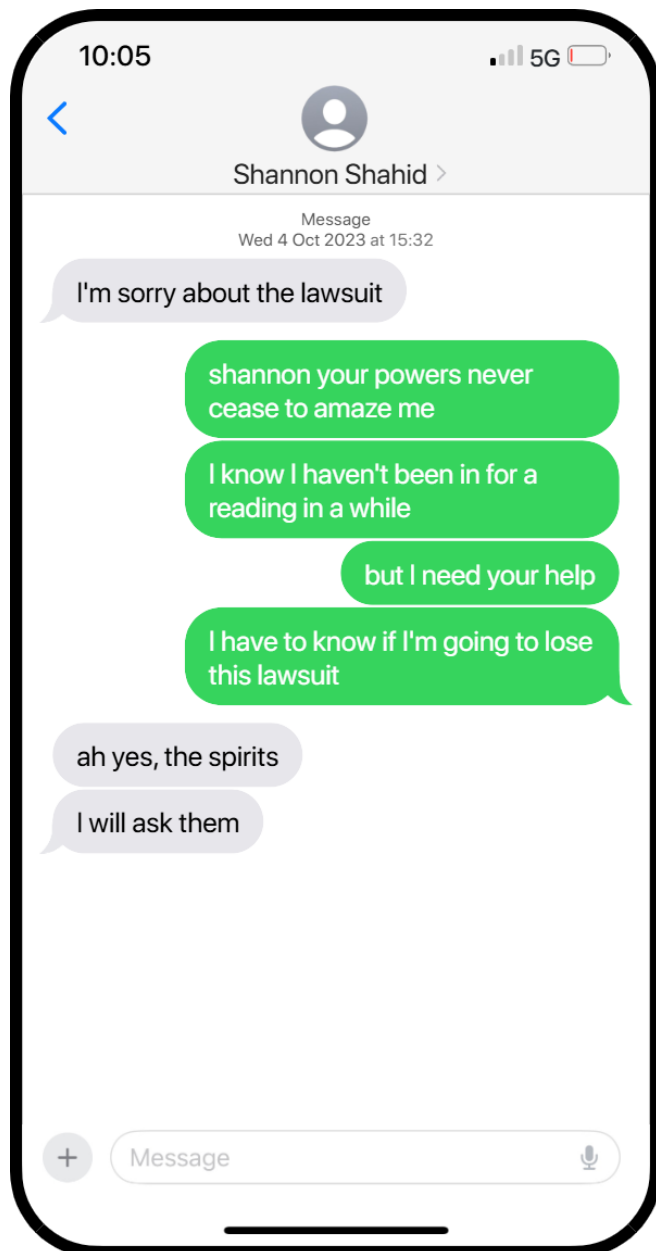 10:05
5G
Shannon Shahid
Message
Wed 4 Oct 2023 at 15:32
I'm sorry about the lawsuit
shannon your powers never
cease to amaze me
I know I haven't been in for a
reading in a while
but I need your help
I have to know if I'm going to lose
this lawsuit
ah yes, the spirits
I will ask them
Message